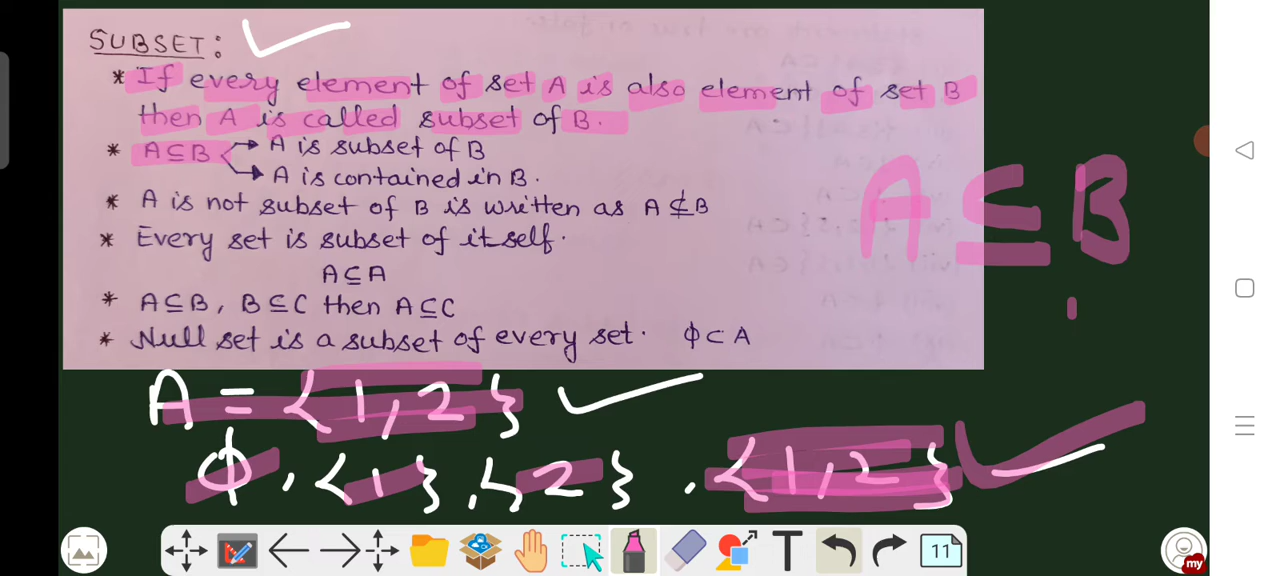 SUBSET:
* If every element of set A is also element of set B
then A is called subset of B.
* A⊆B → A is subset of B
→ A is contained in B.
* A is not subset of B is written as A⊈B
* Every set is subset of itself.
A⊆A
* A⊆B, B⊆C then A⊆C
* Null set is a subset of every set. ϕ⊂A
A⊆B
A = {1,2}
ϕ, {1}, {2}, {1,2}
T
11
my